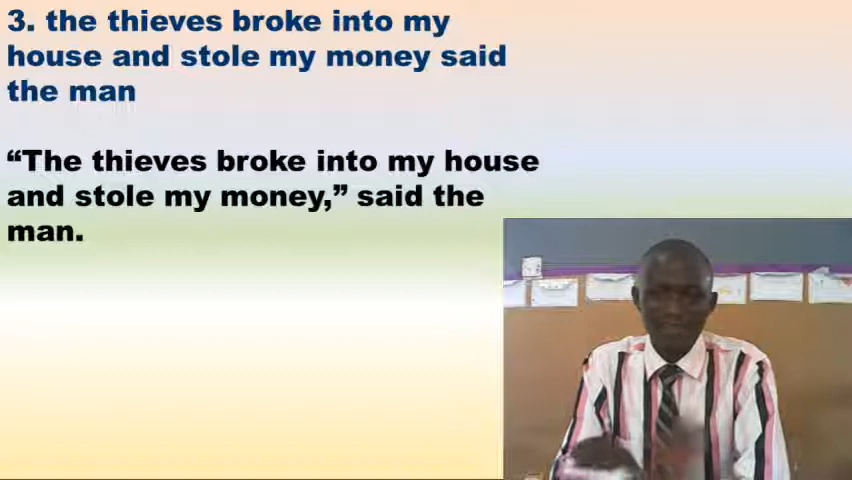 3. the thieves broke into my
house and stole my money said
the man
“The thieves broke into my house
and stole my money,” said the
man.